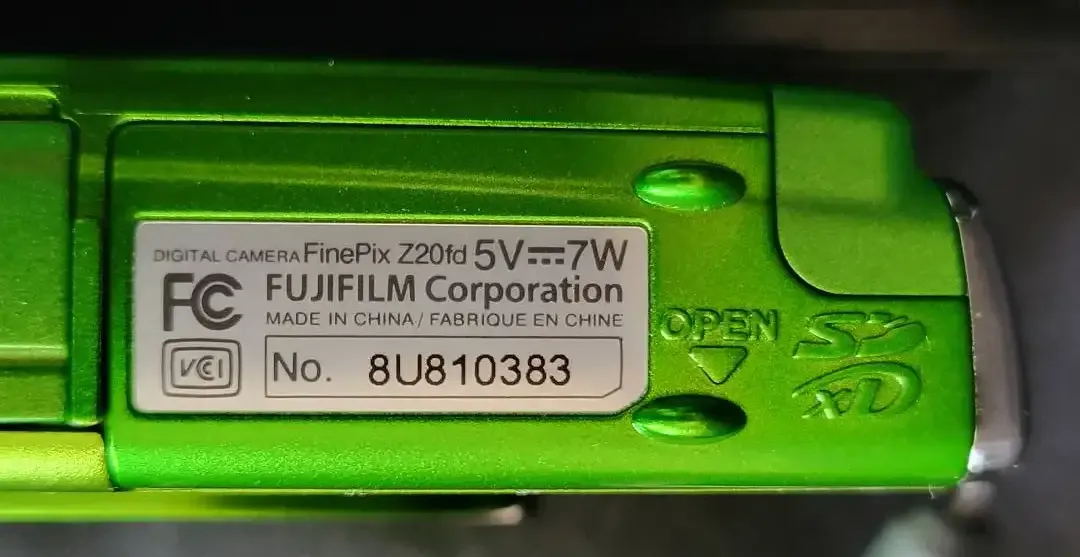 DIGITAL CAMERA FinePix Z20fd 5V⎓7W
FC
FUJIFILM Corporation
MADE IN CHINA / FABRIQUE EN CHINE
VCI
No. 8U810383
OPEN
SD
xD